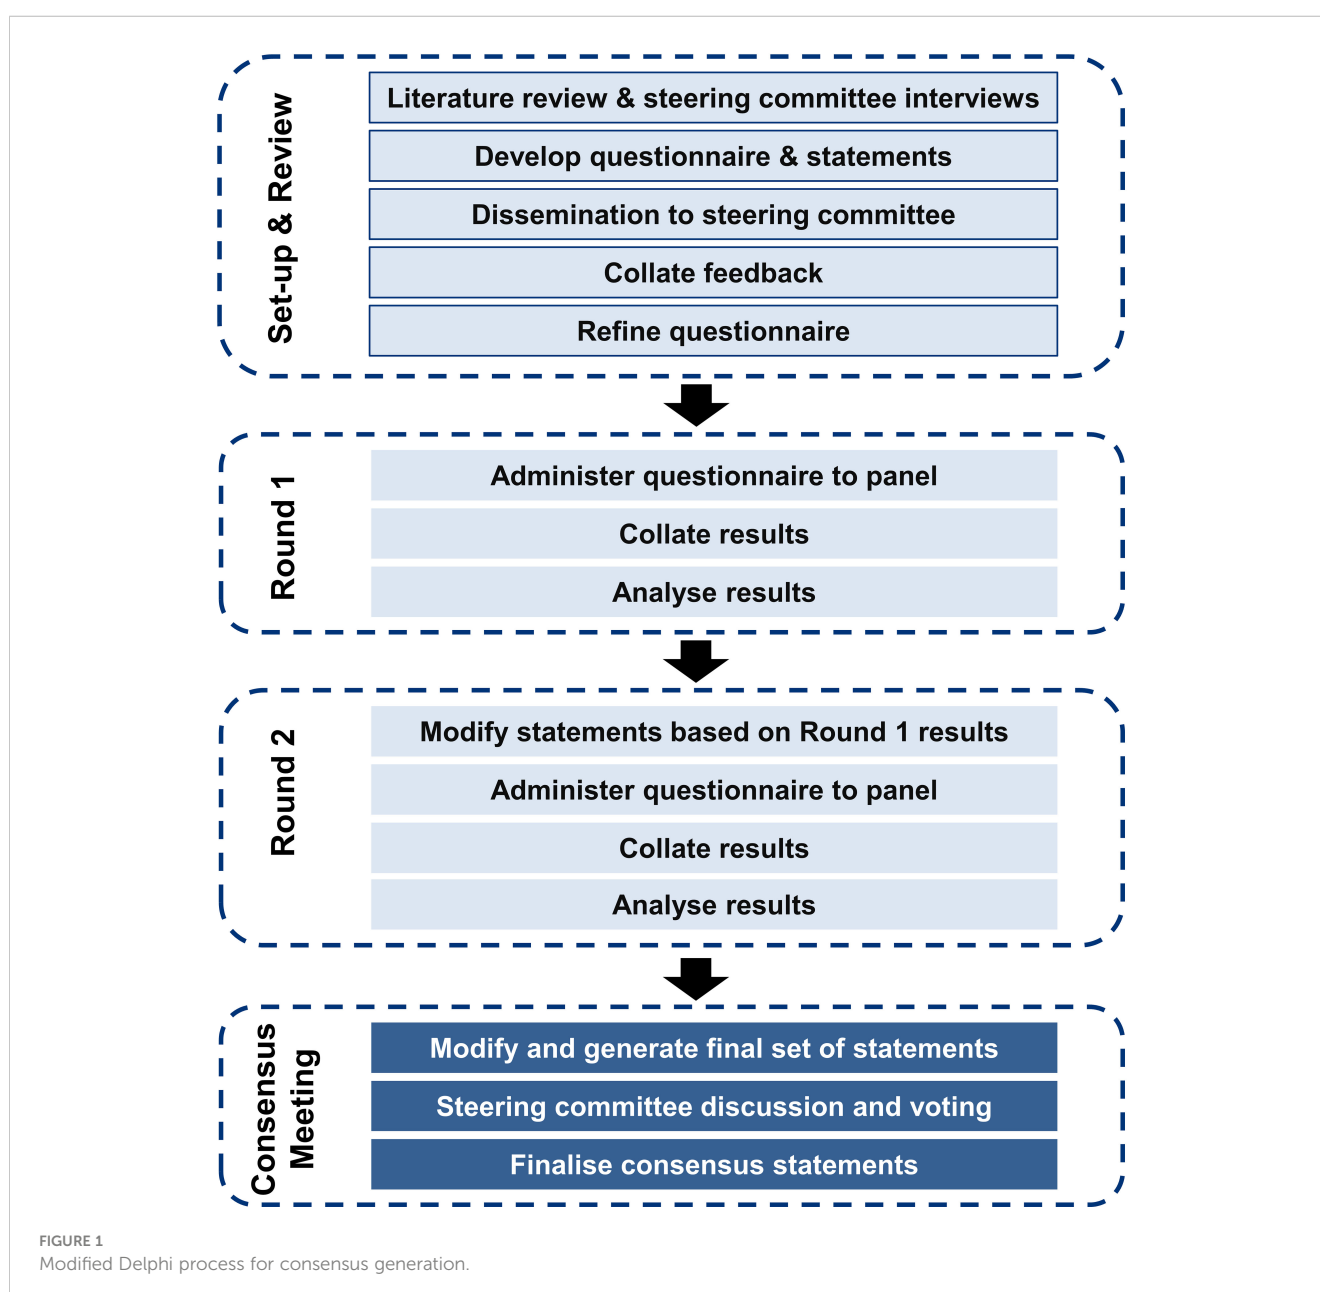 Set-up & Review
Literature review & steering committee interviews
Develop questionnaire & statements
Dissemination to steering committee
Collate feedback
Refine questionnaire
Round 1
Administer questionnaire to panel
Collate results
Analyse results
Round 2
Modify statements based on Round 1 results
Administer questionnaire to panel
Collate results
Analyse results
Consensus
Meeting
Modify and generate final set of statements
Steering committee discussion and voting
Finalise consensus statements
FIGURE 1
Modified Delphi process for consensus generation.